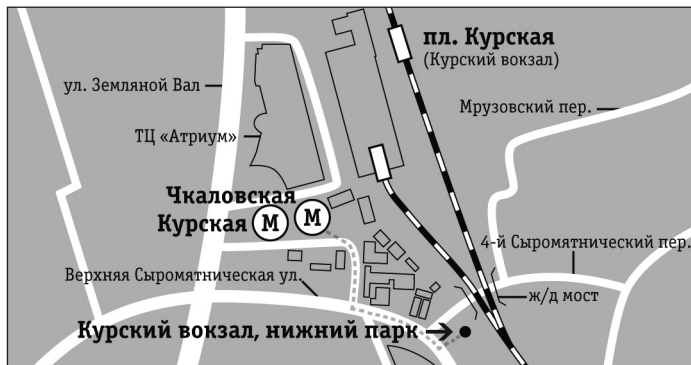 пл. Курская
(Курский вокзал)
ул. Земляной Вал
Мрузовский пер.
ТЦ «Атриум»
Чкаловская
Курская М М
4-й Сыромятнический пер.
Верхняя Сыромятническая ул.
ж/д мост
Курский вокзал, нижний парк